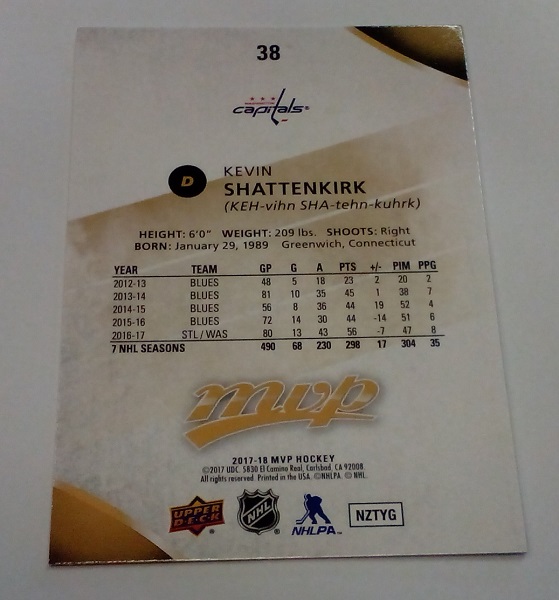 38
WASHINGTON
capitals®
D
KEVIN
SHATTENKIRK
(KEH-vihn SHA-tehn-kuhrk)
HEIGHT: 6'0" WEIGHT: 209 lbs. SHOOTS: Right
BORN: January 29, 1989 Greenwich, Connecticut
YEAR TEAM GP G A PTS +/- PIM PPG
2012-13 BLUES 48 5 18 23 2 20 2
2013-14 BLUES 81 10 35 45 1 38 7
2014-15 BLUES 56 8 36 44 19 52 4
2015-16 BLUES 72 14 30 44 -14 51 6
2016-17 STL/WAS 80 13 43 56 -7 47 8
7 NHL SEASONS 490 68 230 298 17 304 35
mvp
2017-18 MVP HOCKEY
©2017 UDC. 5830 El Camino Real, Carlsbad, CA 92008.
All rights reserved. Printed in the USA. ©NHLPA. © NHL.
UPPER DECK ® NHL ® NHLPA™ NZTYG